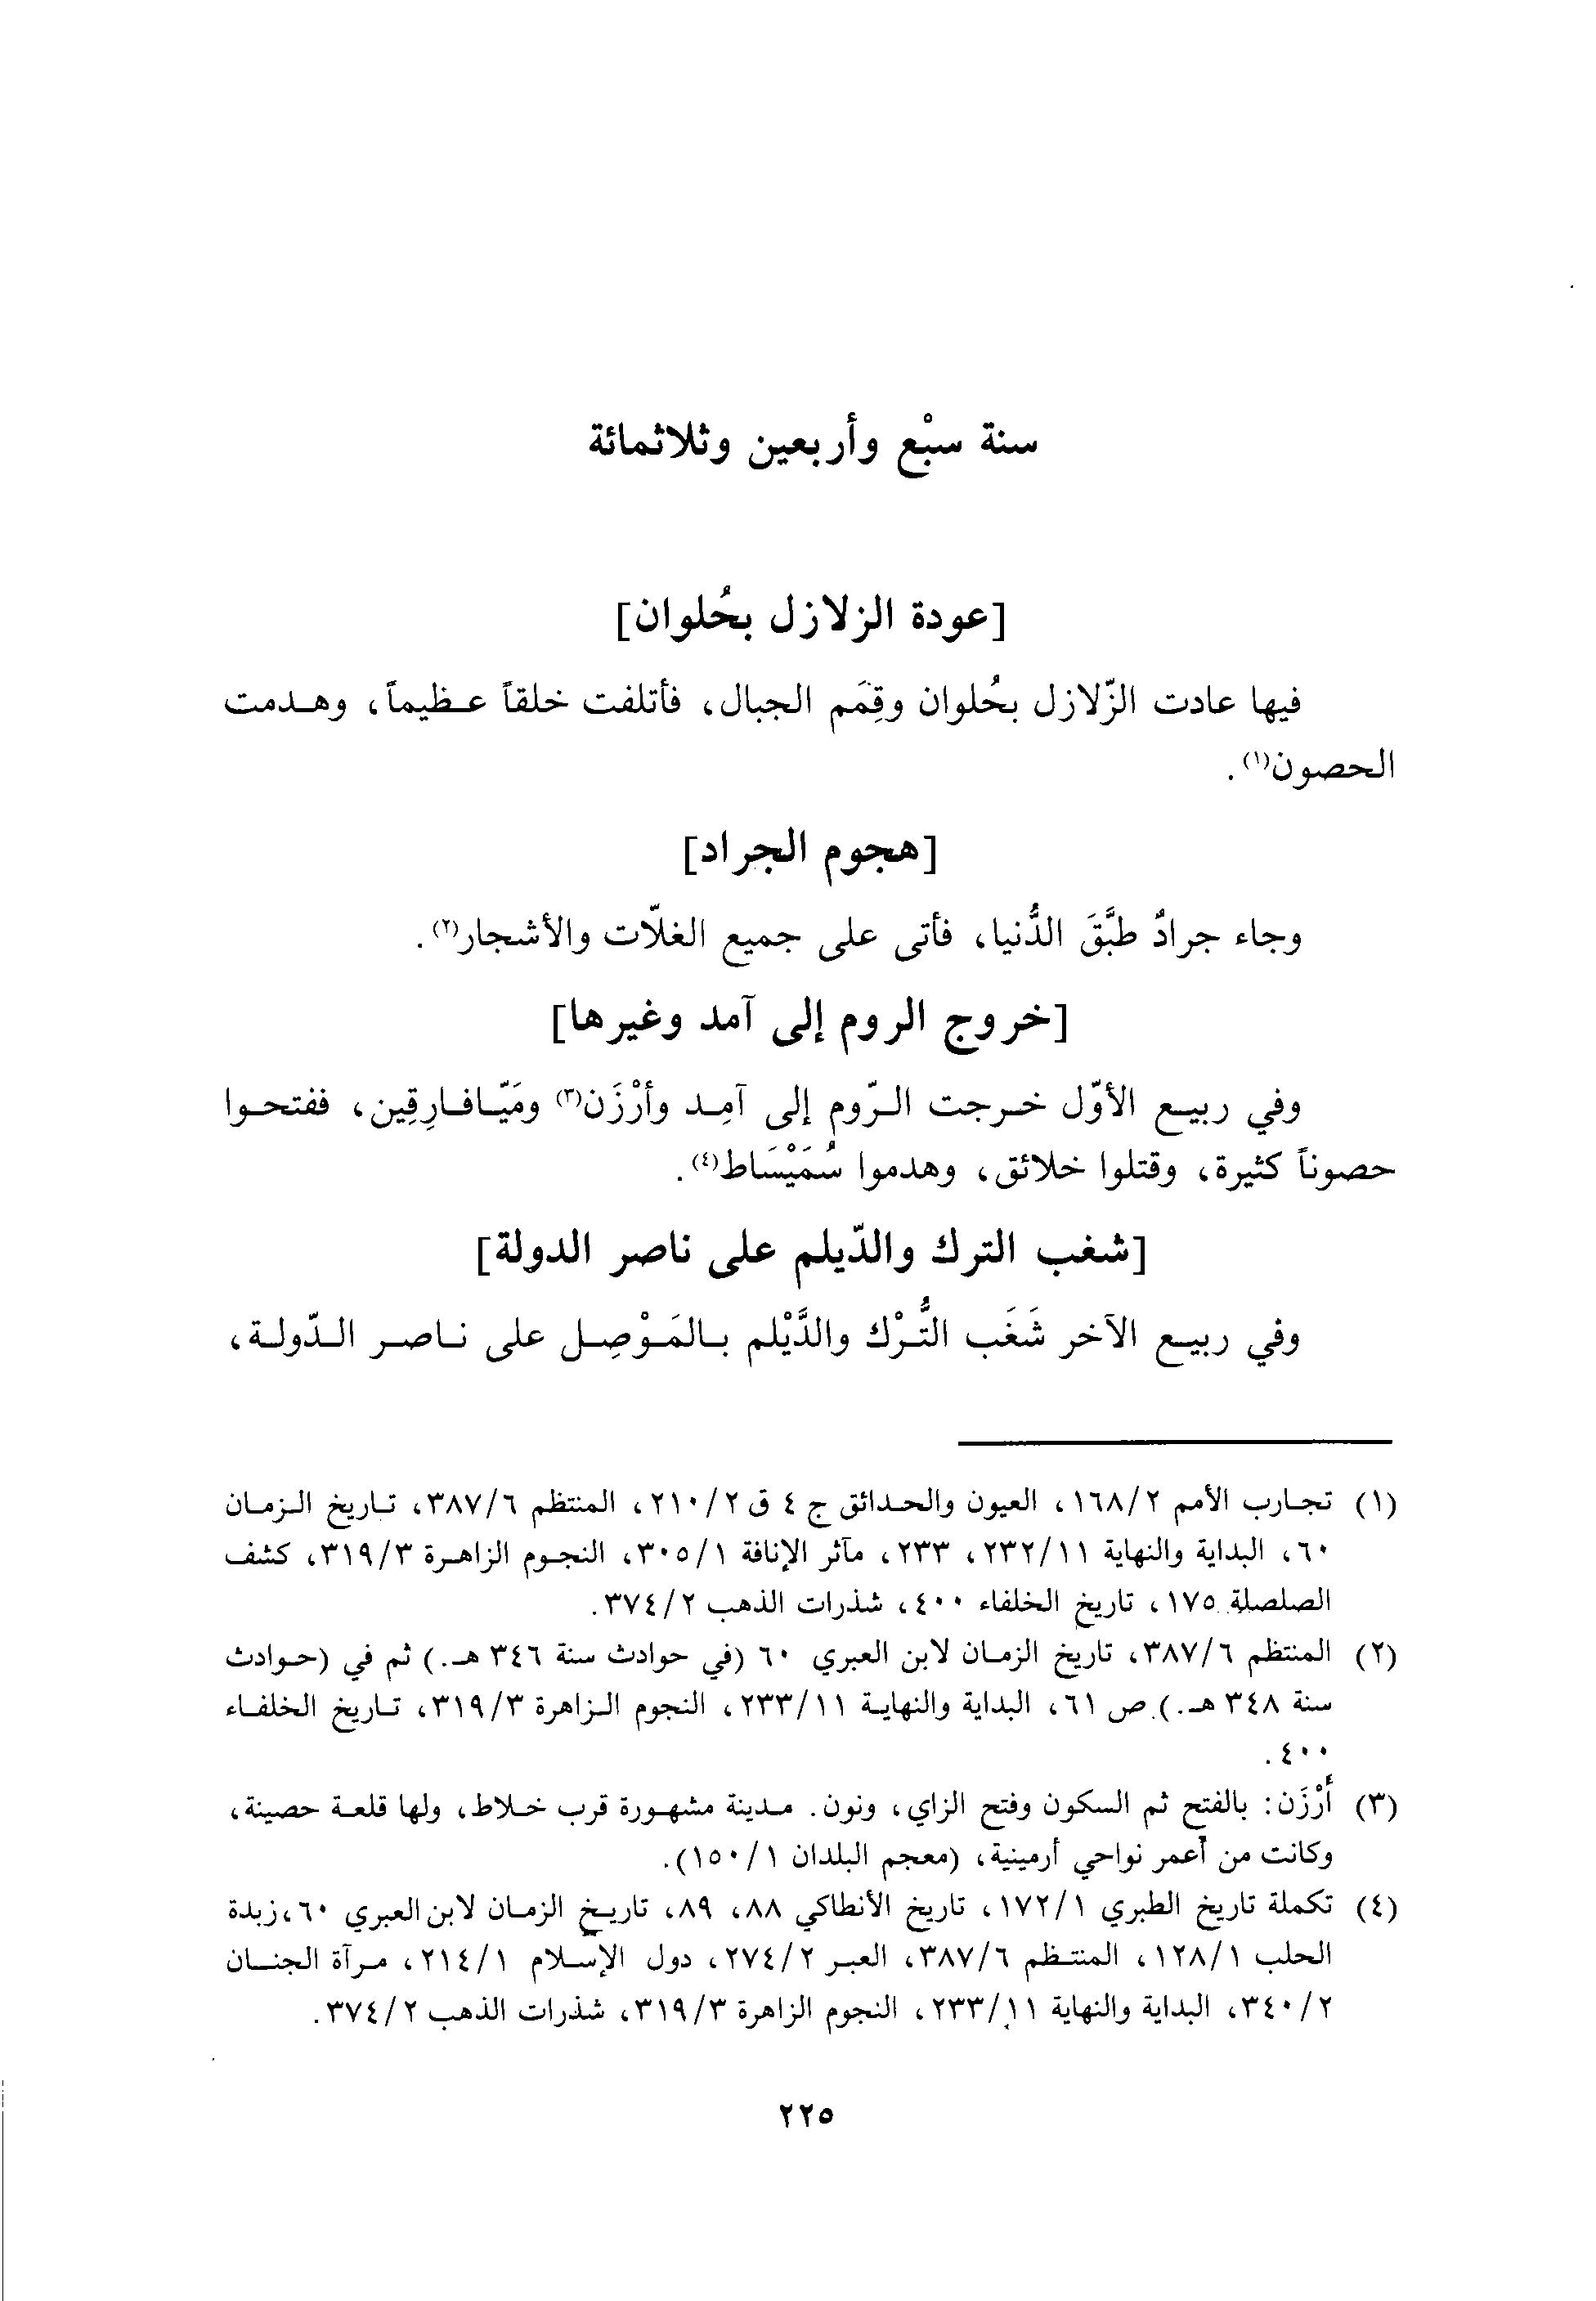 سنة سبْع وأربعين وثلاثمائة
[عودة الزلازل بحُلوان]
فيها عادت الزّلازل بحُلوان وقِمَم الجبال، فأتلفت خلقاً عظيماً، وهدمت
الحصون(١).
[هجوم الجراد]
وجاء جرادٌ طبَّقَ الدُّنيا، فأتى على جميع الغلّات والأشجار(٢).
[خروج الروم إلى آمد وغيرها]
وفي ربيع الأوّل خرجت الرّوم إلى آمِد وأرْزَن(٣) ومَيّافارِقِين، ففتحوا
حصوناً كثيرة، وقتلوا خلائق، وهدموا سُمَيْسَاط(٤).
[شغب الترك والدّيلم على ناصر الدولة]
وفي ربيع الآخر شَغَب التُّرْك والدَّيْلم بالمَوْصِل على ناصر الدّولة،
(١) تجارب الأمم ٢/١٦٨، العيون والحدائق ج ٤ ق ٢/٢١٠، المنتظم ٦/٣٨٧، تاريخ الزمان
٦٠، البداية والنهاية ١١/٢٣٢، ٢٣٣، مآثر الإنافة ١/٣٠٥، النجوم الزاهرة ٣/٣١٩، كشف
الصلصلة ١٧٥، تاريخ الخلفاء ٤٠٠، شذرات الذهب ٢/٣٧٤.
(٢) المنتظم ٦/٣٨٧، تاريخ الزمان لابن العبري ٦٠ (في حوادث سنة ٣٤٦ هـ.) ثم في (حوادث
سنة ٣٤٨ هـ.) ص ٦١، البداية والنهاية ١١/٢٣٣، النجوم الزاهرة ٣/٣١٩، تاريخ الخلفاء
٤٠٠.
(٣) أَرْزَن: بالفتح ثم السكون وفتح الزاي، ونون. مدينة مشهورة قرب خلاط، ولها قلعة حصينة،
وكانت من أعمر نواحي أرمينية، (معجم البلدان ١/١٥٠).
(٤) تكملة تاريخ الطبري ١/١٧٢، تاريخ الأنطاكي ٨٨، ٨٩، تاريخ الزمان لابن العبري ٦٠،زبدة
الحلب ١/١٢٨، المنتظم ٦/٣٨٧، العبر ٢/٢٧٤، دول الإسلام ١/٢١٤، مرآة الجنان
٢/٣٤٠، البداية والنهاية ١١/٢٣٣، النجوم الزاهرة ٣/٣١٩، شذرات الذهب ٢/٣٧٤.
٢٢٥